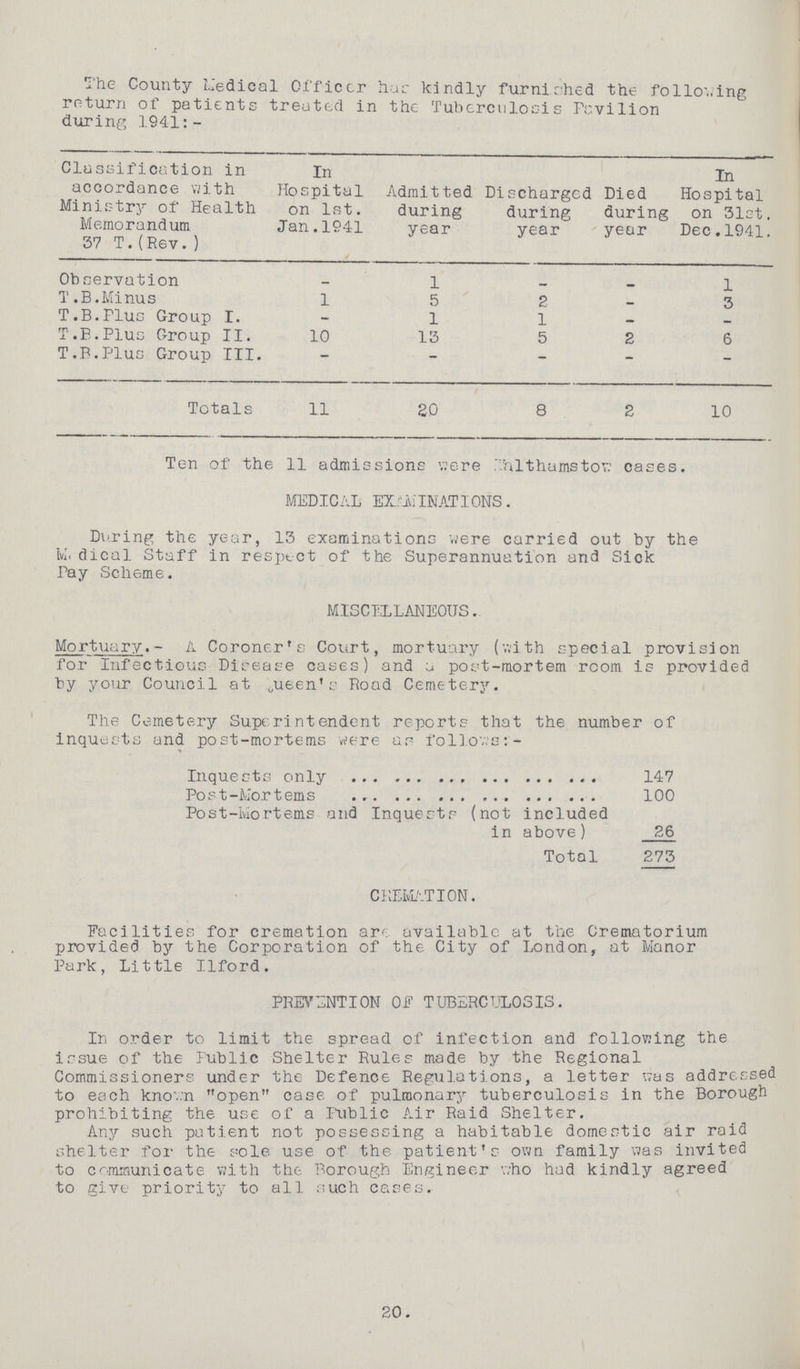 The County Medical Officer has kindly furnished the following
return of patients treated in the Tuberculosis Pavilion
during 1941:-
Classification in accordance with Ministry of Health Memorandum 37 T.(Rev.) In Hospital on 1st. Jan.1941 Admitted during year Discharged during year Died during year In Hospital on 31st. Dec.1941.
Observation - 1 - - 1
T.B.Minus 1 5 2 - 3
T.B.Plus Group I. - 1 1 - -
T.B.Plus Group II. 10 13 5 2 6
T.B.Plus Group III. - - - - -
Totals 11 20 8 2 10
Ten of the 11 admissions were Walthamstow cases.
MEDICAL EXAMINATIONS.
During the year, 13 examinations were carried out by the
Medical Staff in respect of the Superannuation and Sick
Pay Scheme.
MISCELLANEOUS.
Mortuary.- A Coroner's Court, mortuary (with special provision
for Infectious Disease cases) and a post-mortem room is provided
by your Council at Queen's Road Cemetery.
The Cemetery Superintendent reports that the number of
inquests and post-mortems were as follows:-
Inquests only ... ... ... ... ... ... 147
Post-Mortems ... ... ... ... ... ... 100
Post-Mortems and Inquests (not included
in above) 26
Total 273
CREMATION.
Facilities for cremation are available at the Crematorium
provided by the Corporation of the City of London, at Manor
Park, Little Ilford.
PREVENTION OF TUBERCULOSIS.
In order to limit the spread of infection and following the
issue of the Public Shelter Rules made by the Regional
Commissioners under the Defence Regulations, a letter was addressed
to each known "open" case of pulmonary tuberculosis in the Borough
prohibiting the use of a Public Air Raid Shelter.
Any such patient not possessing a habitable domestic air raid
shelter for the sole use of the patient's own family was invited
to communicate with the Borough Engineer who had kindly agreed
to give priority to all such cases.
20.